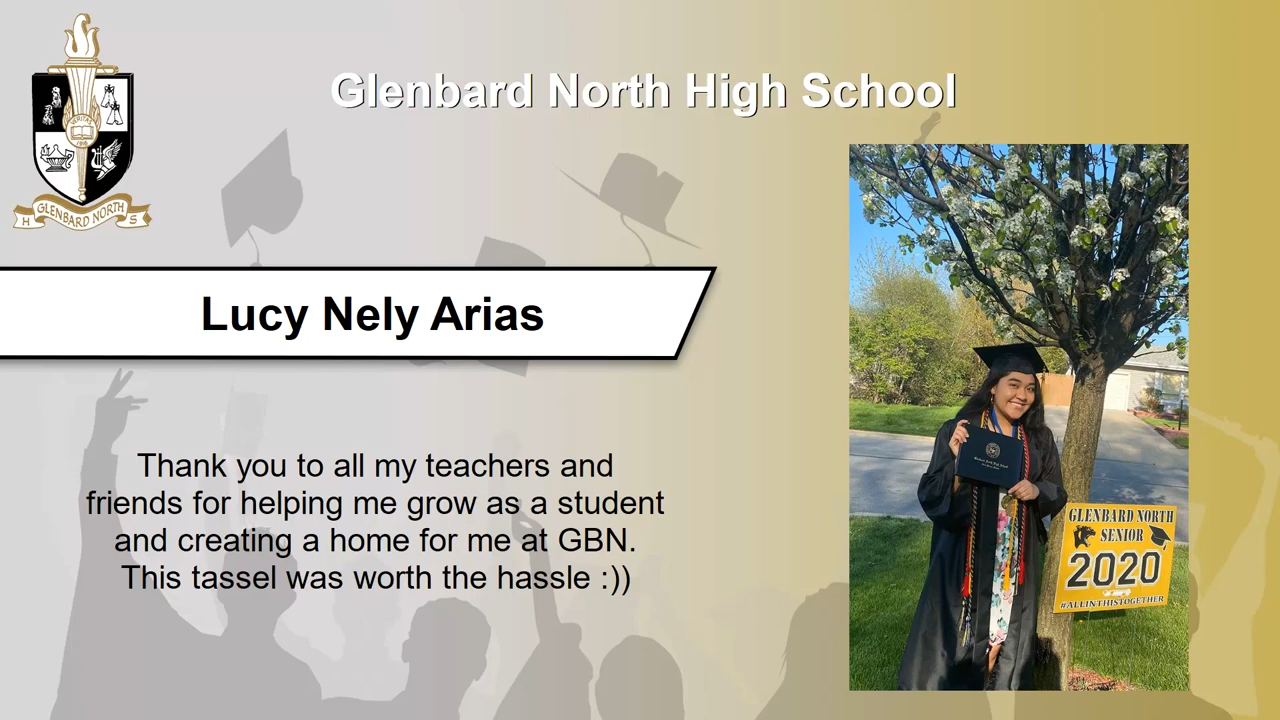 Glenbard North High School
VERITAS
1916
H GLENBARD NORTH S
Lucy Nely Arias
Thank you to all my teachers and
friends for helping me grow as a student
and creating a home for me at GBN.
This tassel was worth the hassle :))
GLENBARD NORTH
SENIOR
2020
#ALLINTHISTOGETHER